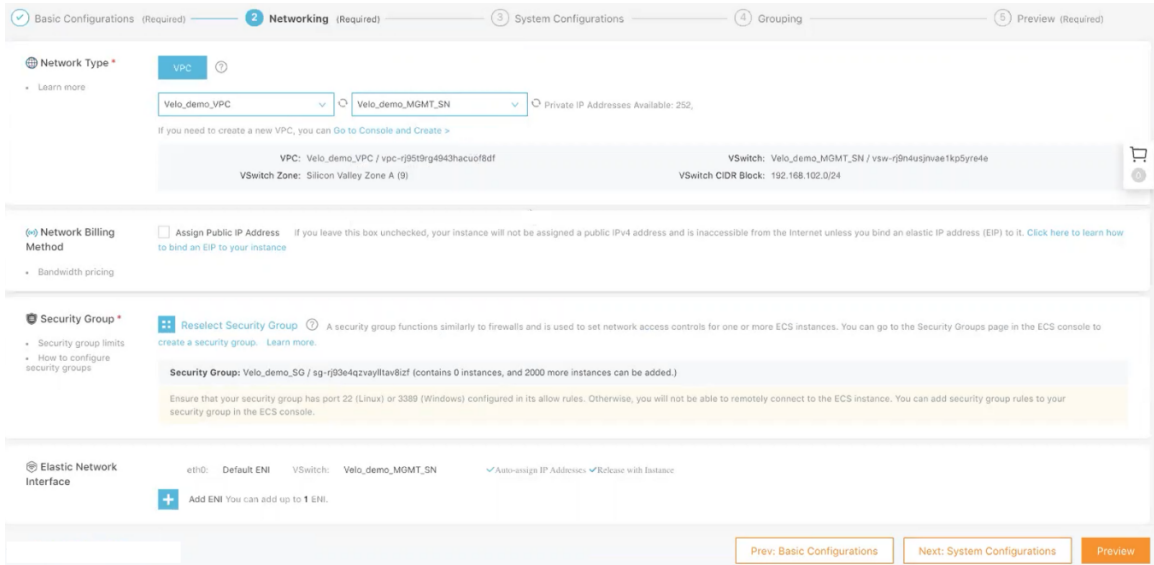 Basic Configurations (Required) 2 Networking (Required) 3 System Configurations 4 Grouping 5 Preview (Required)
Network Type *
VPC ?
Learn more
Velo_demo_VPC Velo_demo_MGMT_SN Private IP Addresses Available: 252,
If you need to create a new VPC, you can Go to Console and Create >
VPC: Velo_demo_VPC / vpc-rj95t9rg4943hacuof8df VSwitch: Velo_demo_MGMT_SN / vsw-rj9n4usjnvae1kp5yre4e
VSwitch Zone: Silicon Valley Zone A (9) VSwitch CIDR Block: 192.168.102.0/24
0
Network Billing
Method
Bandwidth pricing
Assign Public IP Address If you leave this box unchecked, your instance will not be assigned a public IPv4 address and is inaccessible from the Internet unless you bind an elastic IP address (EIP) to it. Click here to learn how
to bind an EIP to your instance
Security Group *
Security group limits
How to configure
security groups
Reselect Security Group ? A security group functions similarly to firewalls and is used to set network access controls for one or more ECS instances. You can go to the Security Groups page in the ECS console to
create a security group. Learn more.
Security Group: Velo_demo_SG / sg-rj93e4qzvaylltav8izf (contains 0 instances, and 2000 more instances can be added.)
Ensure that your security group has port 22 (Linux) or 3389 (Windows) configured in its allow rules. Otherwise, you will not be able to remotely connect to the ECS instance. You can add security group rules to your
security group in the ECS console.
Elastic Network
Interface
eth0: Default ENI VSwitch: Velo_demo_MGMT_SN Auto-assign IP Addresses Release with Instance
Add ENI You can add up to 1 ENI.
Prev: Basic Configurations Next: System Configurations Preview